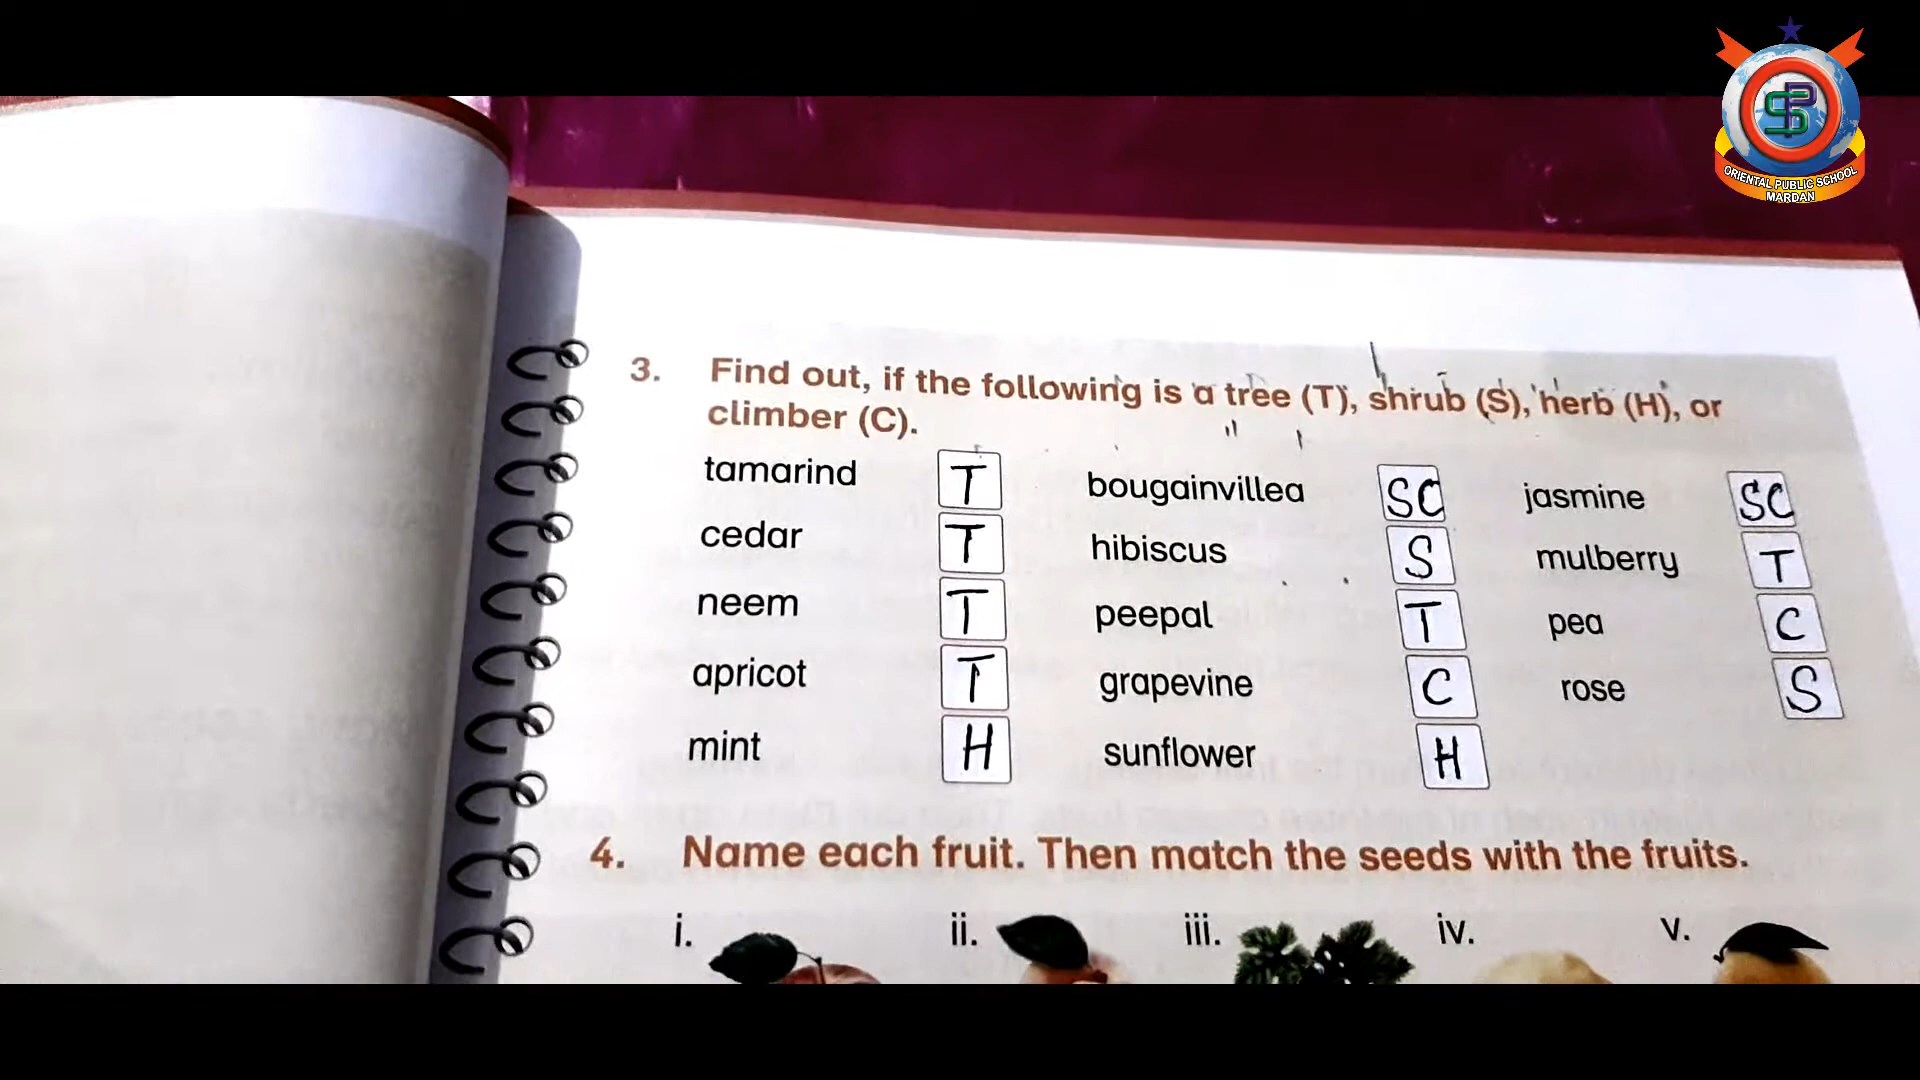 SPS
ORIENTAL PUBLIC SCHOOL
MARDAN
3. Find out, if the following is a tree (T), shrub (S), herb (H), or
climber (C).
tamarind T bougainvillea SC jasmine SC
cedar T hibiscus S mulberry T
neem T peepal T pea C
apricot T grapevine C rose S
mint H sunflower H
4. Name each fruit. Then match the seeds with the fruits.
i. ii. iii. iv. v.